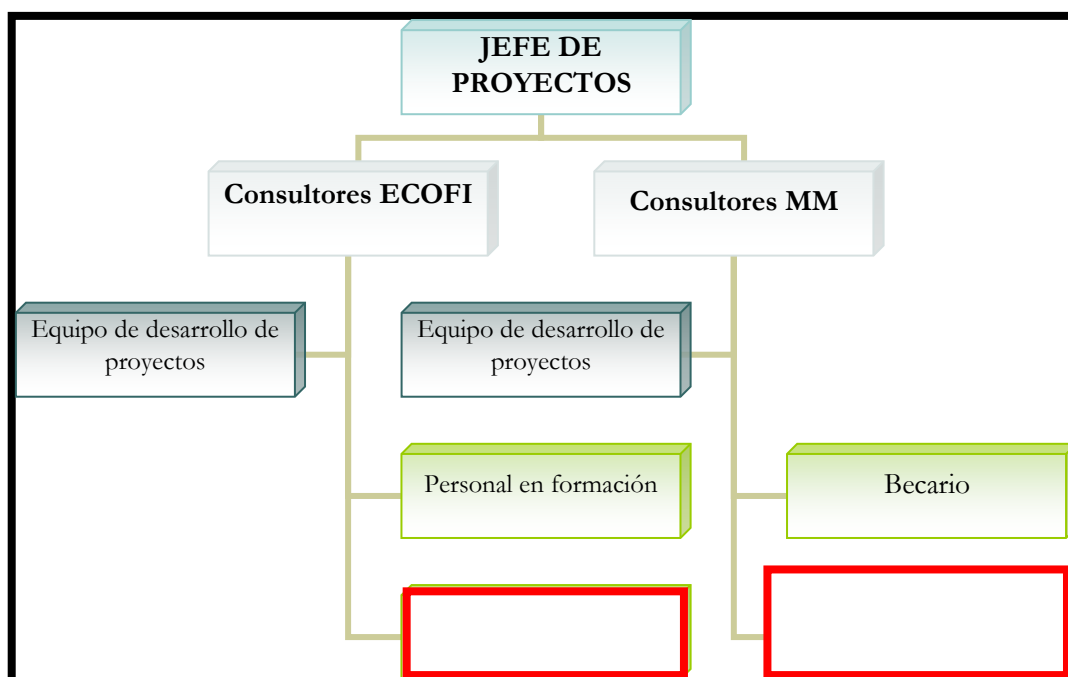 JEFE DE
PROYECTOS
Consultores ECOFI
Consultores MM
Equipo de desarrollo de
proyectos
Equipo de desarrollo de
proyectos
Personal en formación
Becario